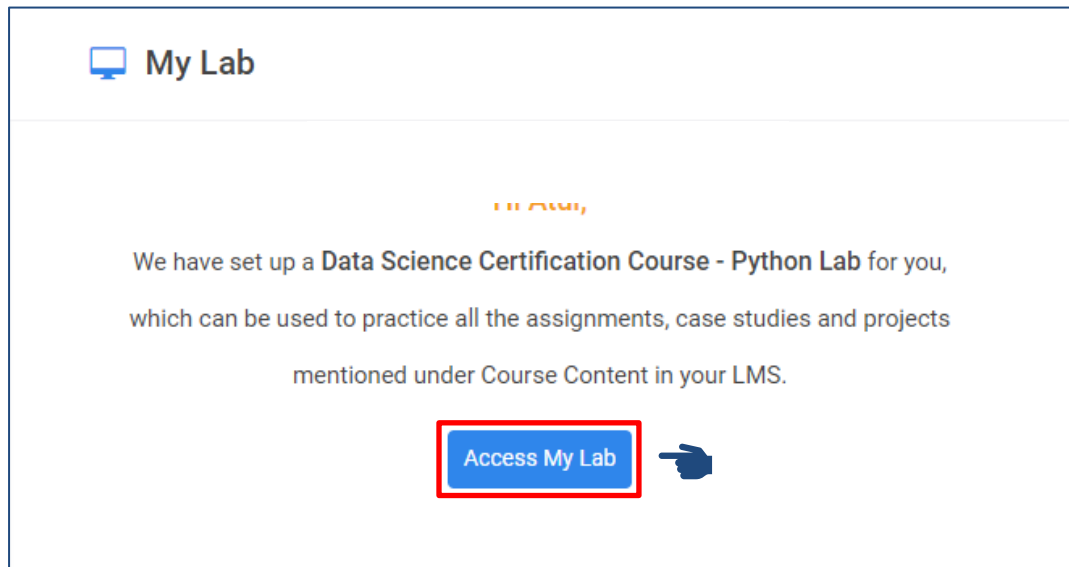 My Lab
We have set up a Data Science Certification Course - Python Lab for you,
which can be used to practice all the assignments, case studies and projects
mentioned under Course Content in your LMS.
Access My Lab